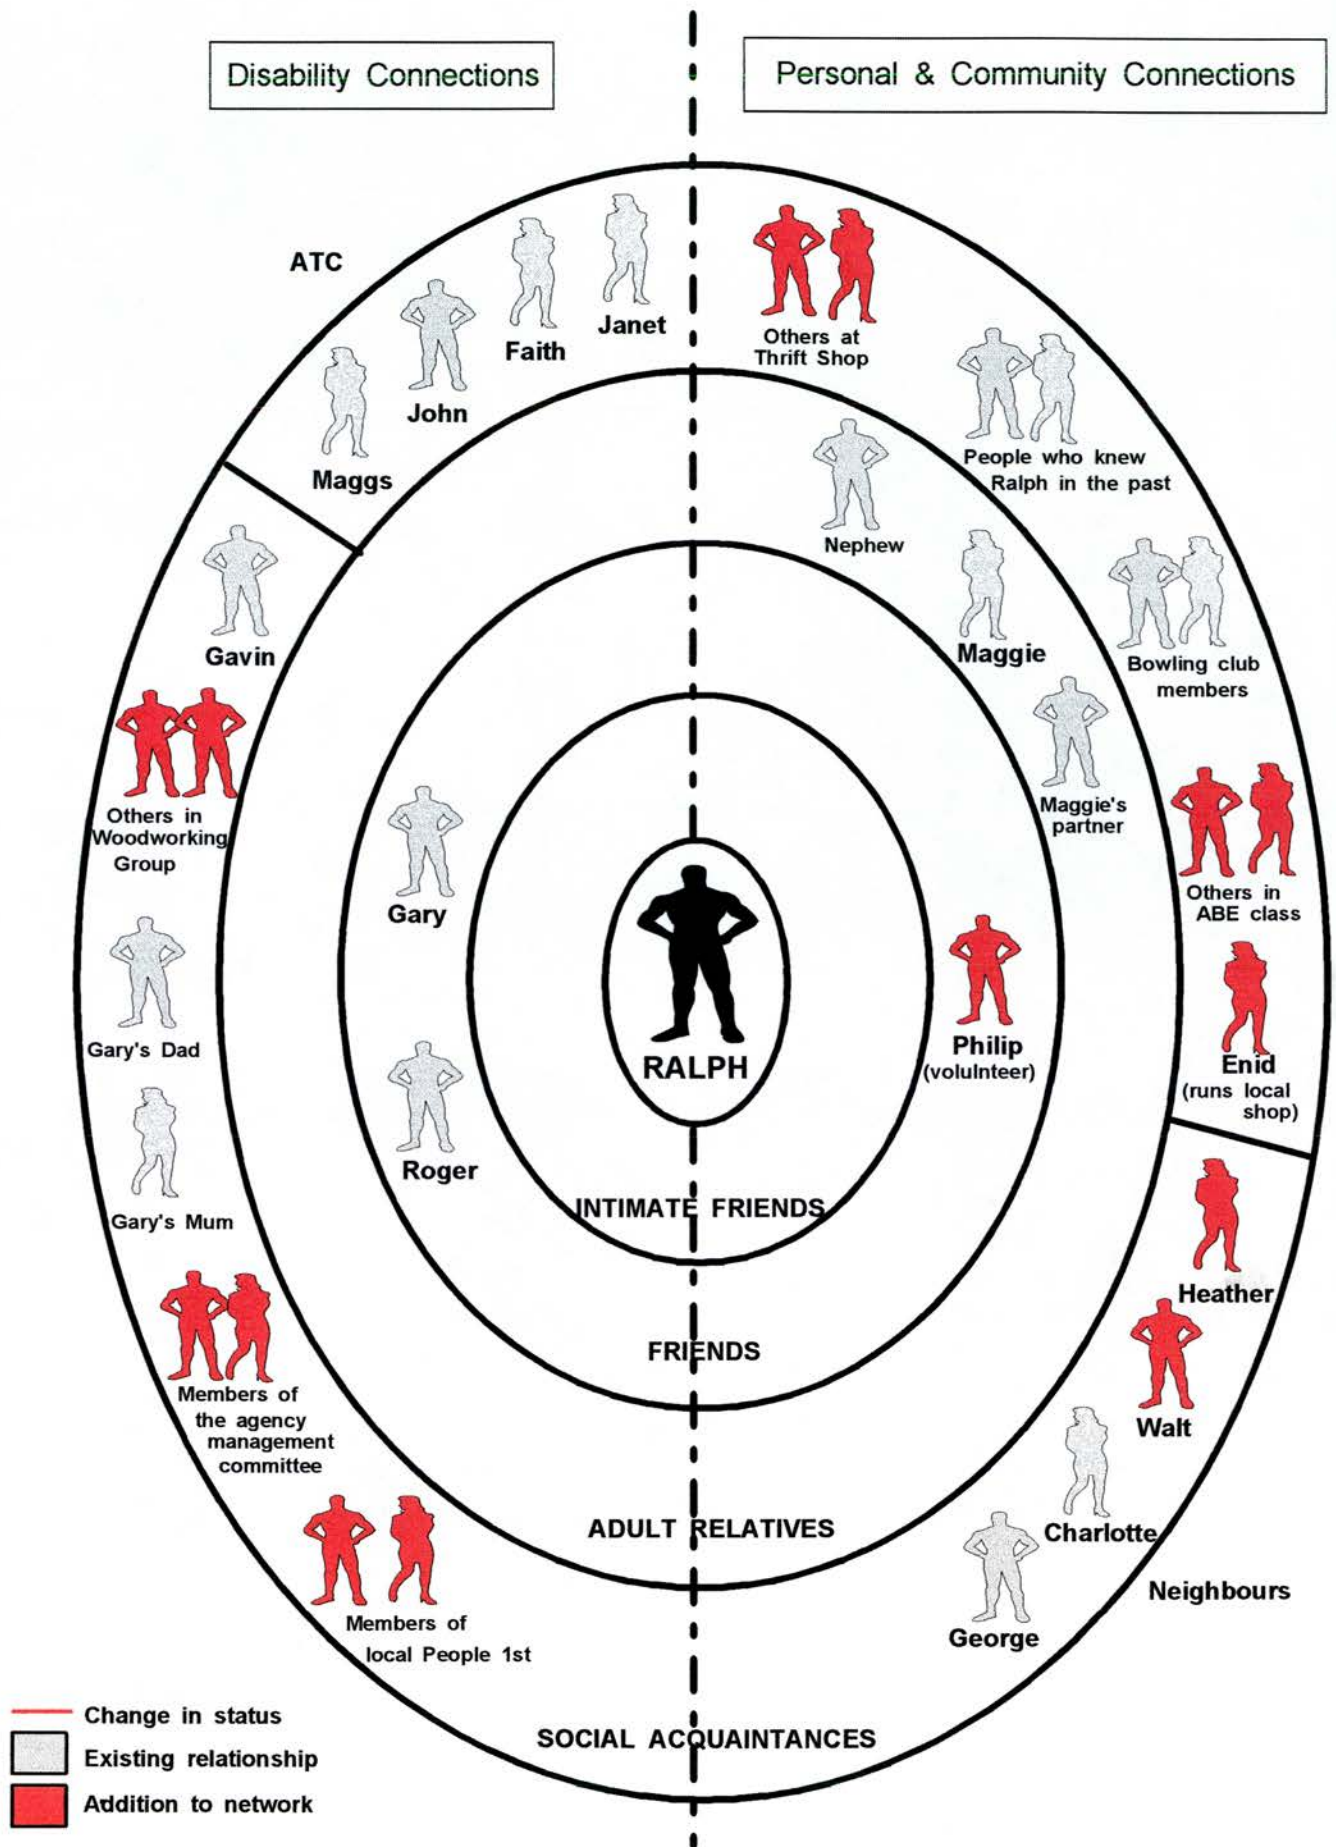 Disability Connections
Personal & Community Connections
ATC
Janet
Faith
John
Maggs
Others at
Thrift Shop
People who knew
Ralph in the past
Nephew
Gavin
Maggie
Bowling club
members
Others in
Woodworking
Group
Maggie's
partner
Gary
Others in
ABE class
Gary's Dad
RALPH
Philip
(volulnteer)
Enid
(runs local
shop)
Roger
Gary's Mum
INTIMATE FRIENDS
Heather
FRIENDS
Members of
the agency
management
committee
Walt
ADULT RELATIVES
Charlotte
Neighbours
George
Members of
local People 1st
SOCIAL ACQUAINTANCES
Change in status
Existing relationship
Addition to network